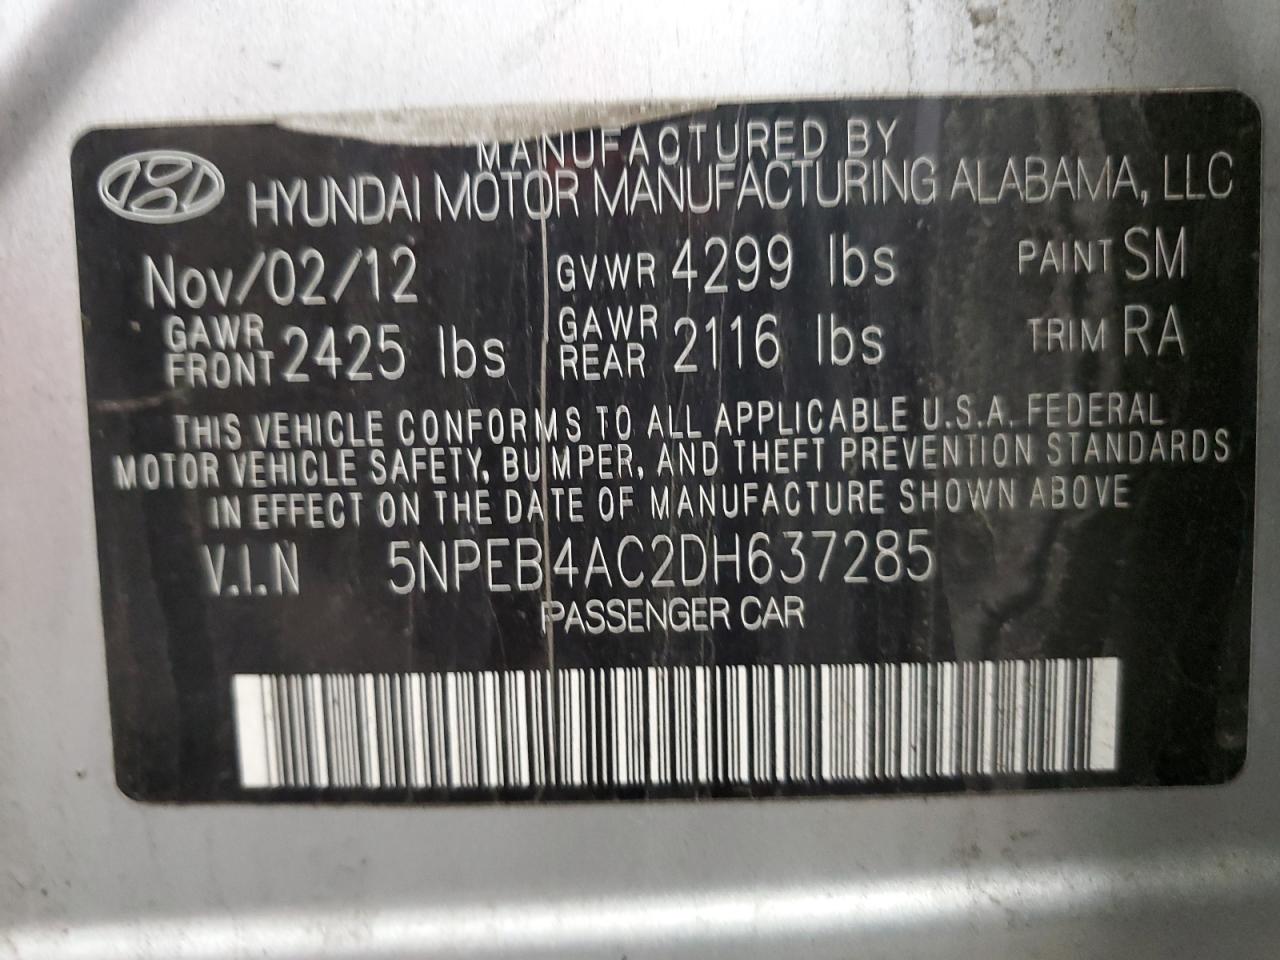 MANUFACTURED BY
HYUNDAI MOTOR MANUFACTURING ALABAMA, LLC
Nov/02/12 GVWR 4299 lbs PAINT SM
GAWR FRONT 2425 lbs GAWR REAR 2116 lbs TRIM RA
THIS VEHICLE CONFORMS TO ALL APPLICABLE U.S.A. FEDERAL
MOTOR VEHICLE SAFETY, BUMPER, AND THEFT PREVENTION STANDARDS
IN EFFECT ON THE DATE OF MANUFACTURE SHOWN ABOVE
V.I.N 5NPEB4AC2DH637285
PASSENGER CAR